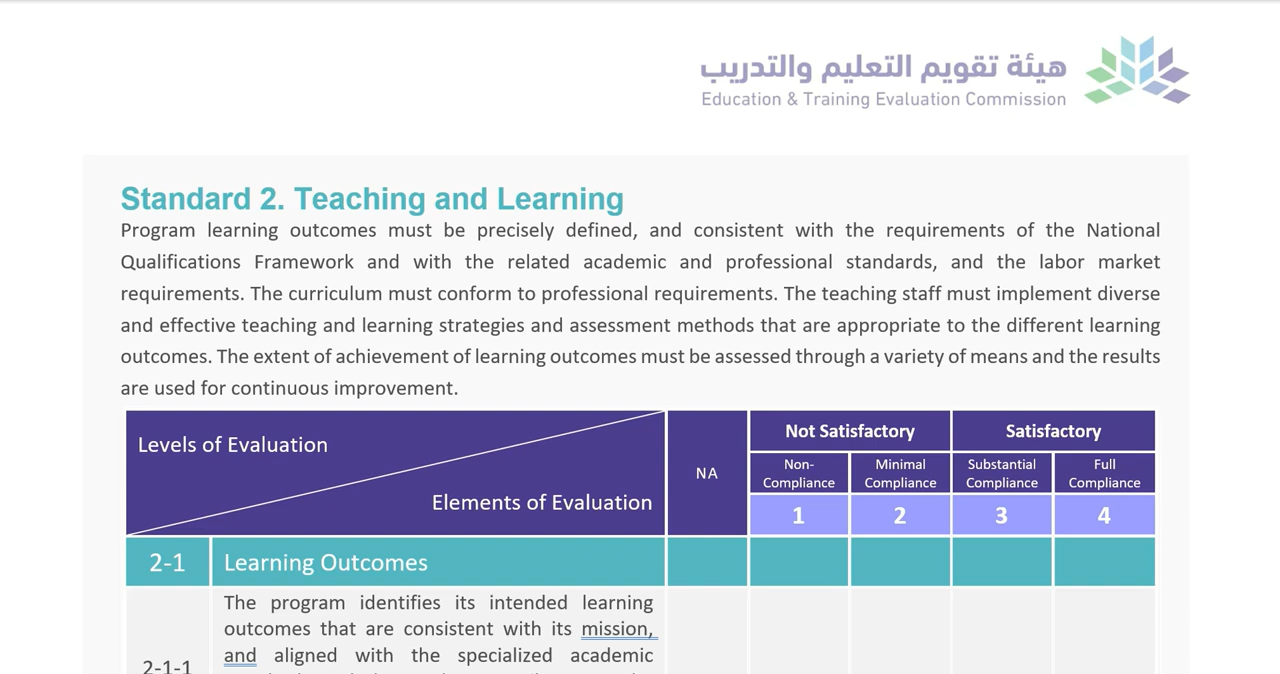 هيئة تقويم التعليم والتدريب
Education & Training Evaluation Commission
Standard 2. Teaching and Learning
Program learning outcomes must be precisely defined, and consistent with the requirements of the National
Qualifications Framework and with the related academic and professional standards, and the labor market
requirements. The curriculum must conform to professional requirements. The teaching staff must implement diverse
and effective teaching and learning strategies and assessment methods that are appropriate to the different learning
outcomes. The extent of achievement of learning outcomes must be assessed through a variety of means and the results
are used for continuous improvement.
Levels of Evaluation
Elements of Evaluation
NA
Not Satisfactory
Satisfactory
Non-
Compliance
Minimal
Compliance
Substantial
Compliance
Full
Compliance
1
2
3
4
2-1
Learning Outcomes
The program identifies its intended learning
outcomes that are consistent with its mission,
and aligned with the specialized academic
2-1-1